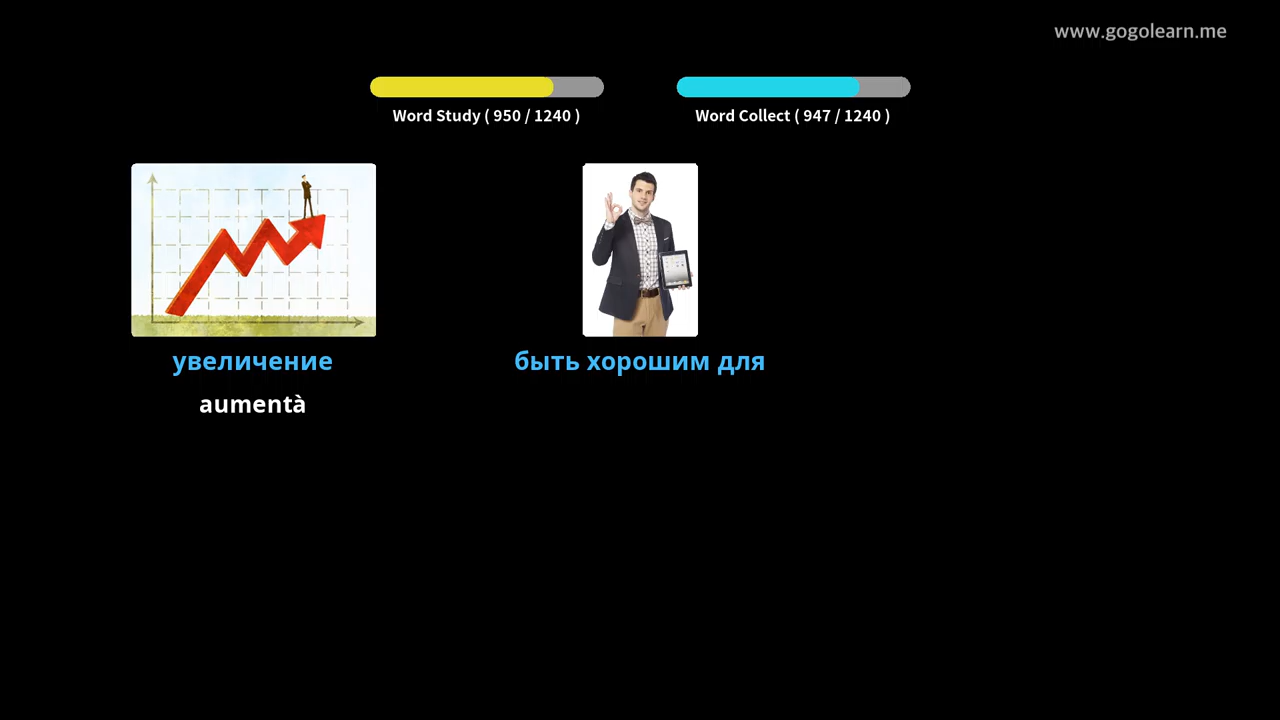 www.gogolearn.me
Word Study ( 950 / 1240 )
Word Collect ( 947 / 1240 )
увеличение
быть хорошим для
aumentà